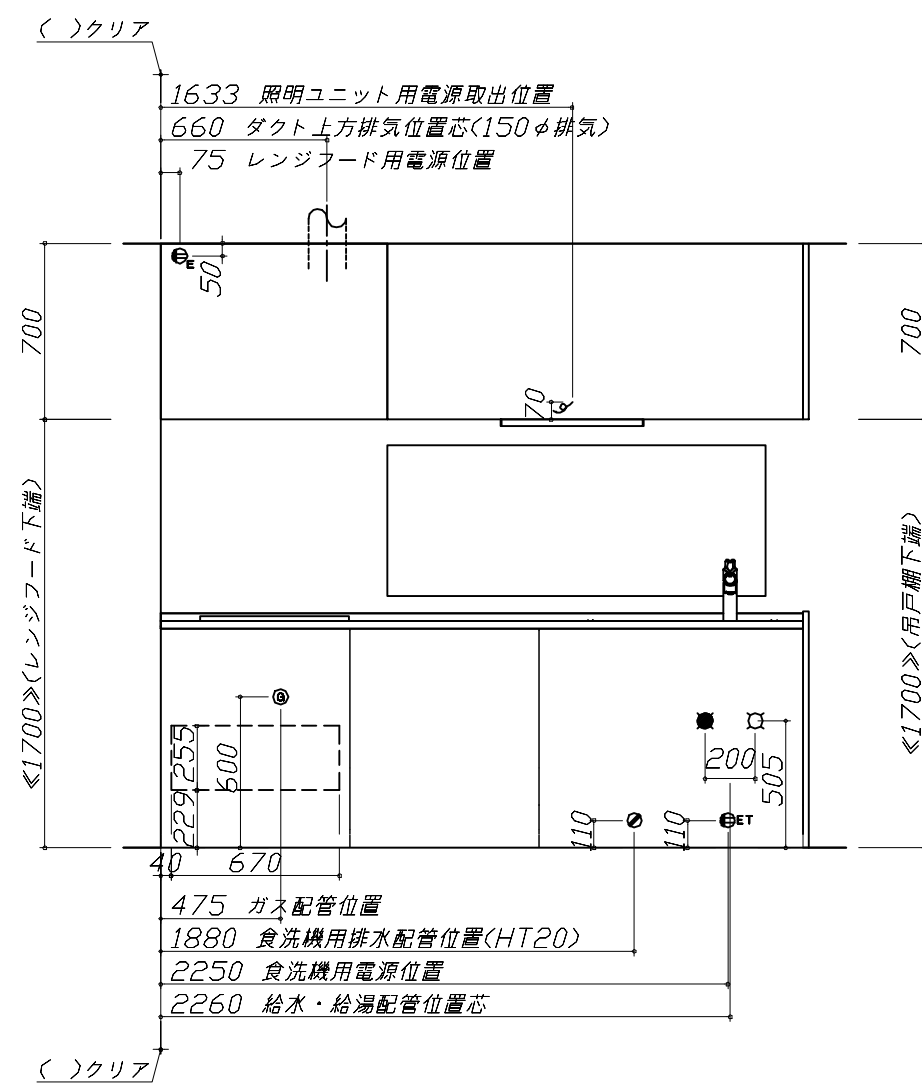 ( )クリア
1633 照明ユニット用電源取出位置
660 ダクト上方排気位置芯(150φ排気)
75 レンジフード用電源位置
E
50
700
700
70
≪1700≫(レンジフード下端)
≪1700≫(吊戸棚下端)
G
600
255
229
200
505
110
110
ET
40
670
475 ガス配管位置
1880 食洗機用排水配管位置(HT20)
2250 食洗機用電源位置
2260 給水・給湯配管位置芯
( )クリア